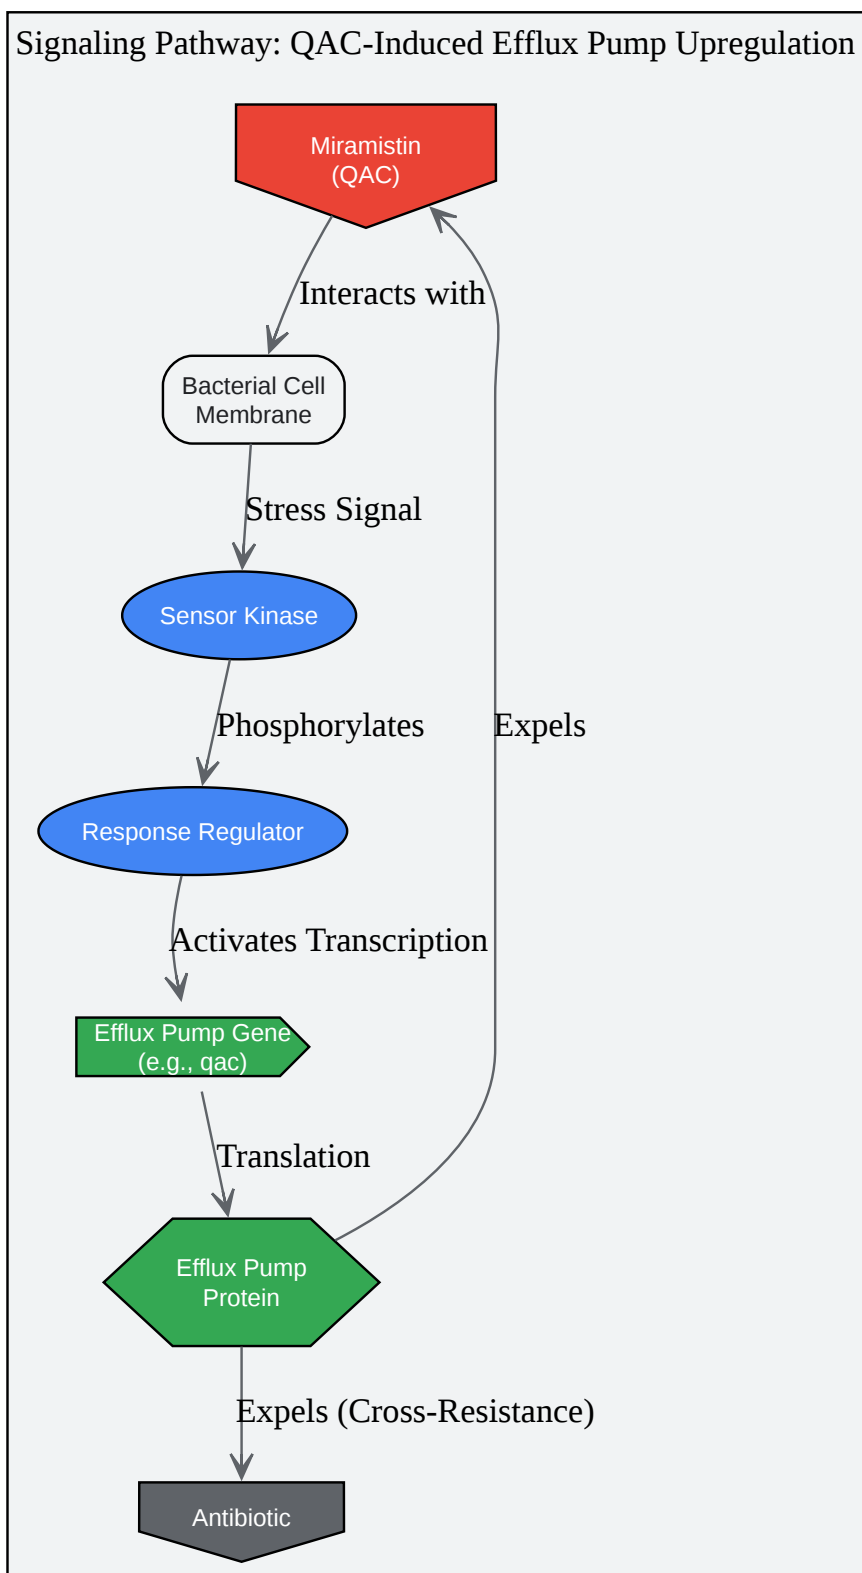 Signaling Pathway: QAC-Induced Efflux Pump Upregulation
Miramistin
(QAC)
Interacts with
Bacterial Cell
Membrane
Stress Signal
Sensor Kinase
Phosphorylates
Expels
Response Regulator
Activates Transcription
Efflux Pump Gene
(e.g., qac)
Translation
Efflux Pump
Protein
Expels (Cross-Resistance)
Antibiotic